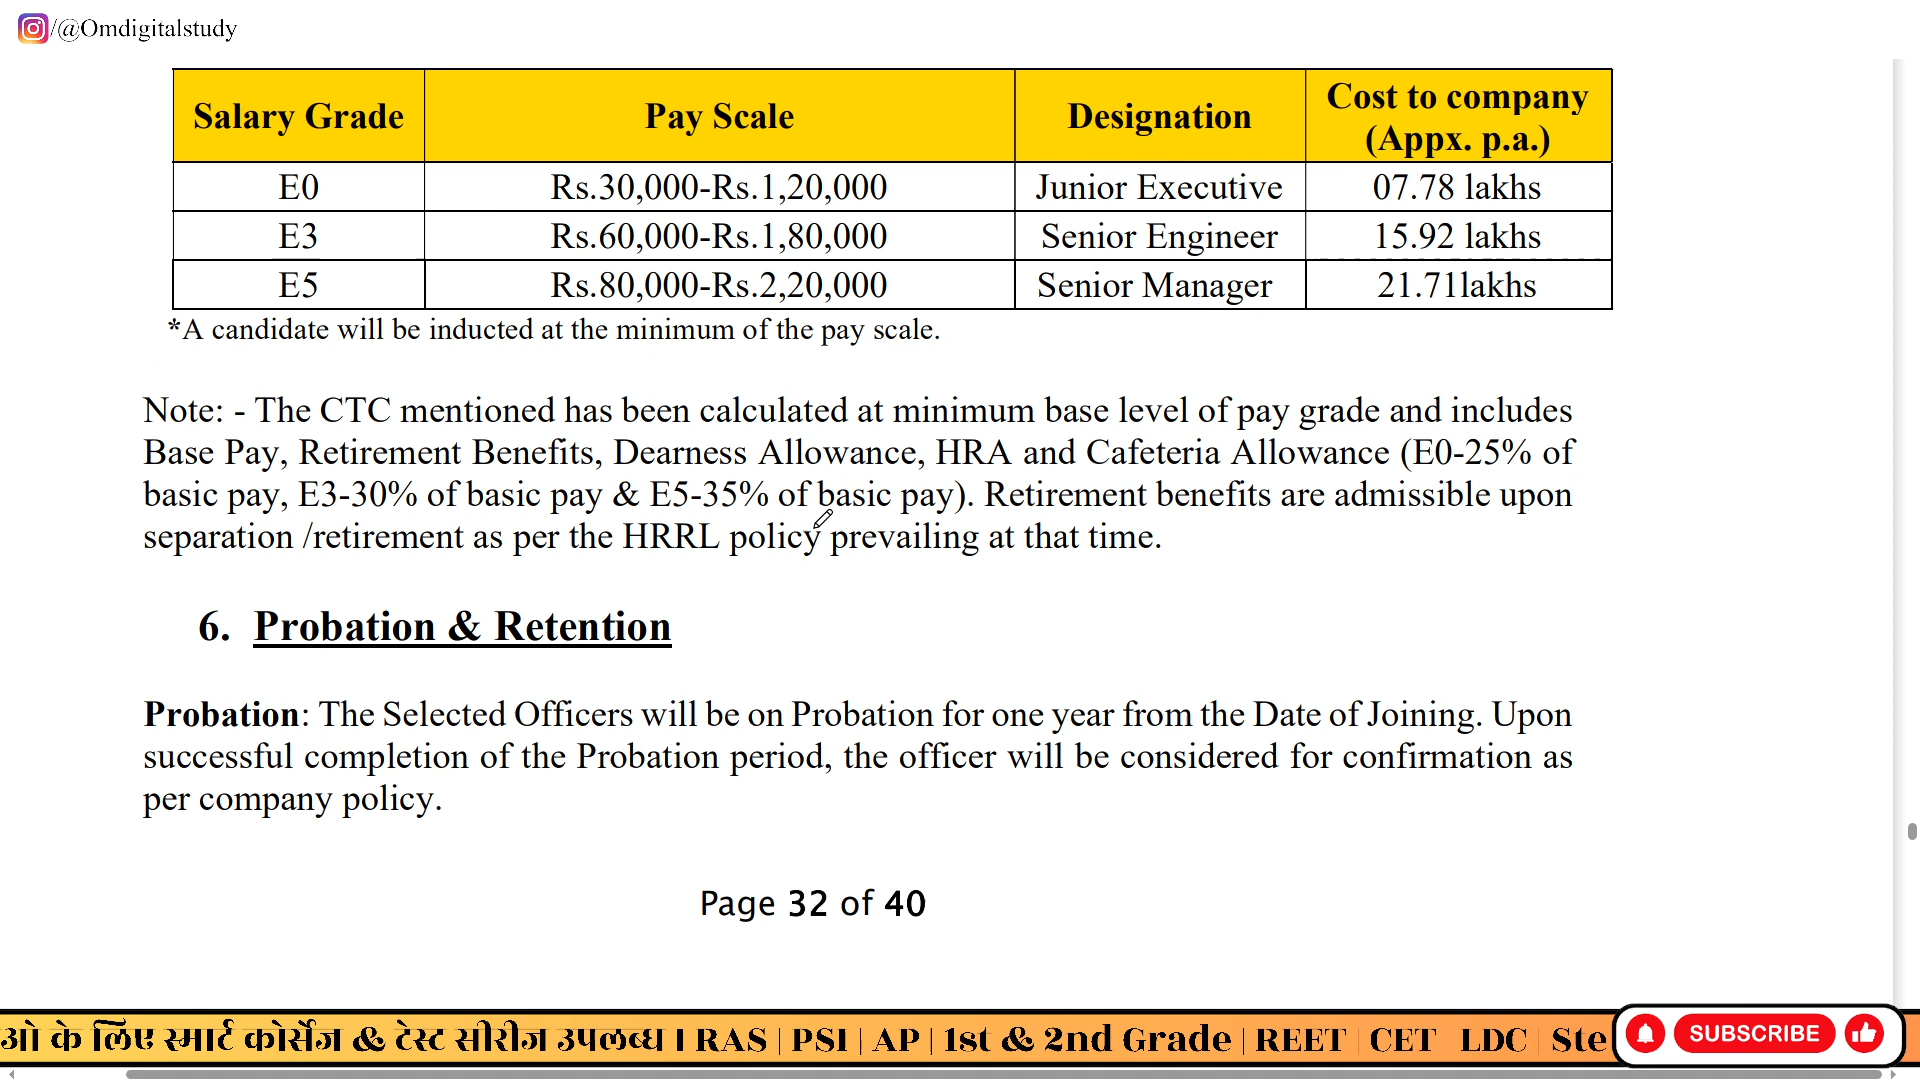 /@Omdigitalstudy
Salary Grade Pay Scale Designation Cost to company (Appx. p.a.)
E0 Rs.30,000-Rs.1,20,000 Junior Executive 07.78 lakhs
E3 Rs.60,000-Rs.1,80,000 Senior Engineer 15.92 lakhs
E5 Rs.80,000-Rs.2,20,000 Senior Manager 21.71lakhs
*A candidate will be inducted at the minimum of the pay scale.
Note: - The CTC mentioned has been calculated at minimum base level of pay grade and includes
Base Pay, Retirement Benefits, Dearness Allowance, HRA and Cafeteria Allowance (E0-25% of
basic pay, E3-30% of basic pay & E5-35% of basic pay). Retirement benefits are admissible upon
separation /retirement as per the HRRL policy prevailing at that time.
6. Probation & Retention
Probation: The Selected Officers will be on Probation for one year from the Date of Joining. Upon
successful completion of the Probation period, the officer will be considered for confirmation as
per company policy.
Page 32 of 40
ओ के लिए स्मार्ट कोर्सेज & टेस्ट सीरीज उपलब्ध । RAS | PSI | AP | 1st & 2nd Grade | REET | CET LDC | Ste
SUBSCRIBE